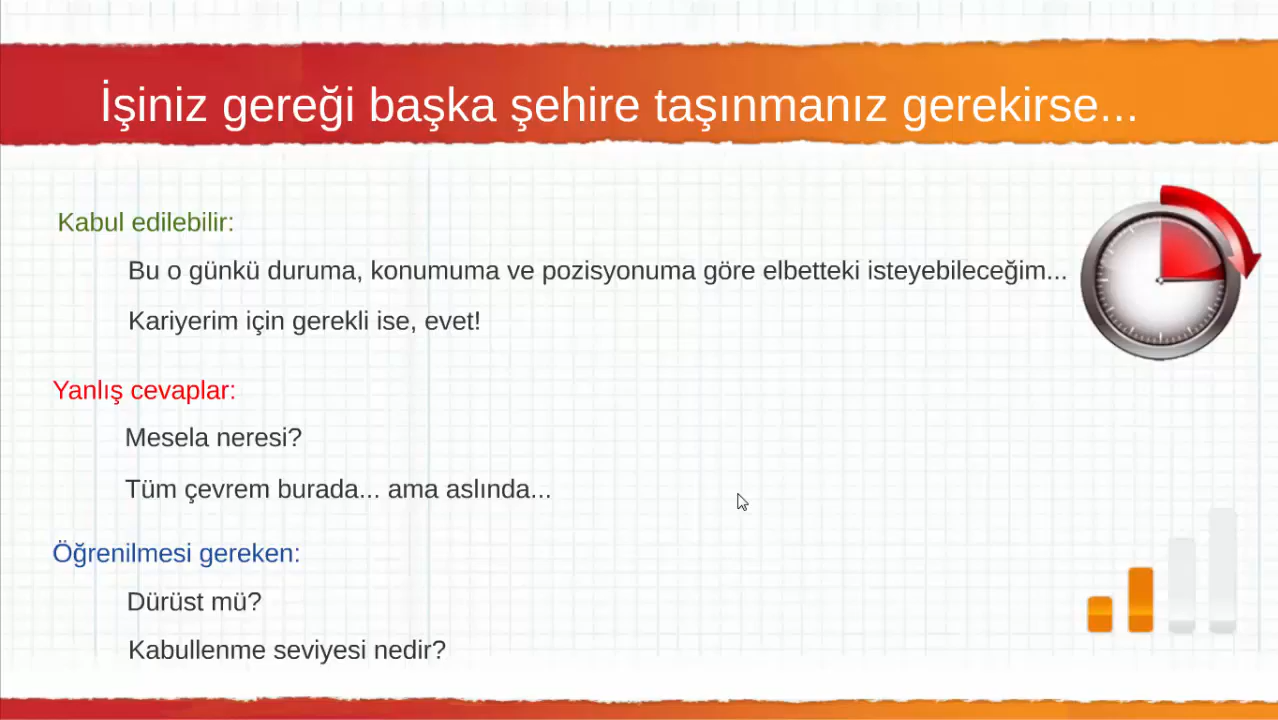 İşiniz gereği başka şehire taşınmanız gerekirse...
Kabul edilebilir:
Bu o günkü duruma, konumuma ve pozisyonuma göre elbetteki isteyebileceğim...
Kariyerim için gerekli ise, evet!
Yanlış cevaplar:
Mesela neresi?
Tüm çevrem burada... ama aslında...
Öğrenilmesi gereken:
Dürüst mü?
Kabullenme seviyesi nedir?